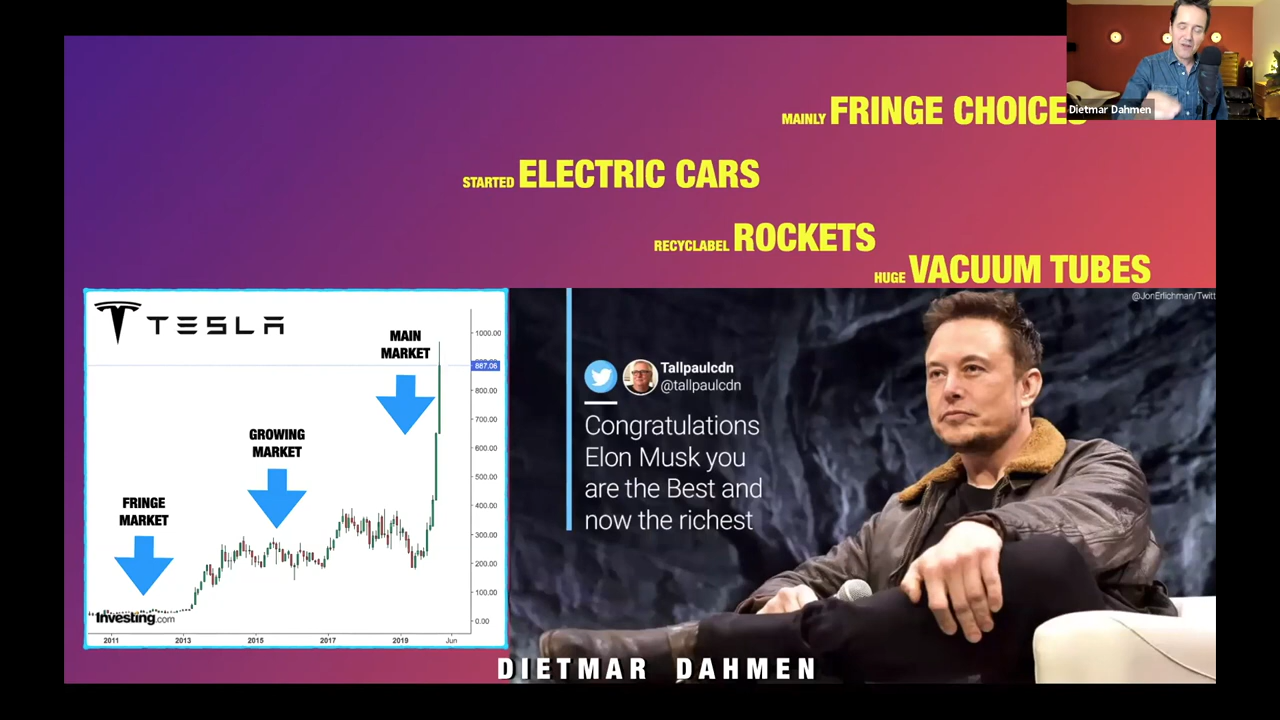 MAINLY FRINGE CHOICES
Dietmar Dahmen
STARTED ELECTRIC CARS
RECYCLABEL ROCKETS
HUGE VACUUM TUBES
@JonErlichman/Twitt
TESLA
MAIN
MARKET
1000.00
887.06
800.00
700.00
600.00
500.00
400.00
300.00
200.00
100.00
0.00
GROWING
MARKET
FRINGE
MARKET
Investing.com
2011 2013 2015 2017 2019 Jun
Tallpaulcdn
@tallpaulcdn
Congratulations
Elon Musk you
are the Best and
now the richest
DIETMAR DAHMEN